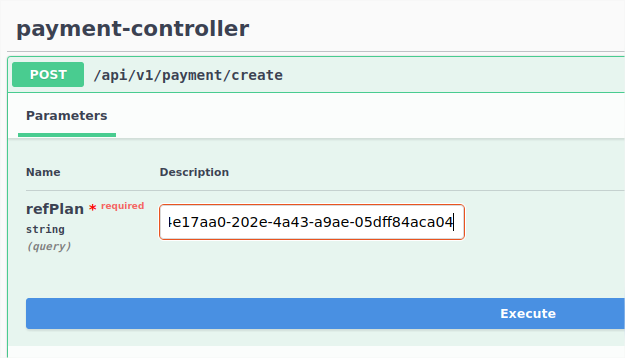 payment-controller
POST /api/v1/payment/create
Parameters
Name Description
refPlan * required
string
(query)
4e17aa0-202e-4a43-a9ae-05dff84aca04
Execute